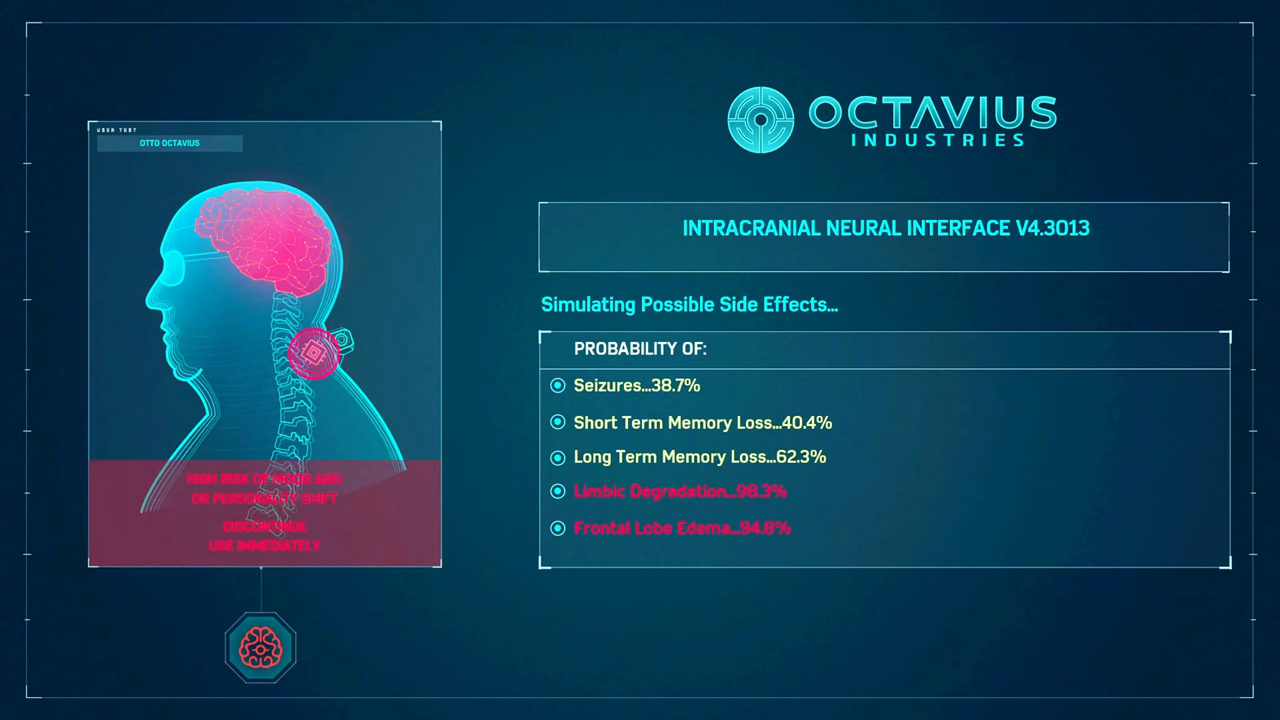 USER TEST
OTTO OCTAVIUS
HIGH RISK OF MOOD AND
OR PERSONALITY SHIFT
DISCONTINUE
USE IMMEDIATELY
OCTAVIUS
INDUSTRIES
INTRACRANIAL NEURAL INTERFACE V4.3013
Simulating Possible Side Effects...
PROBABILITY OF:
Seizures...38.7%
Short Term Memory Loss...40.4%
Long Term Memory Loss...62.3%
Limbic Degradation...98.3%
Frontal Lobe Edema...94.8%